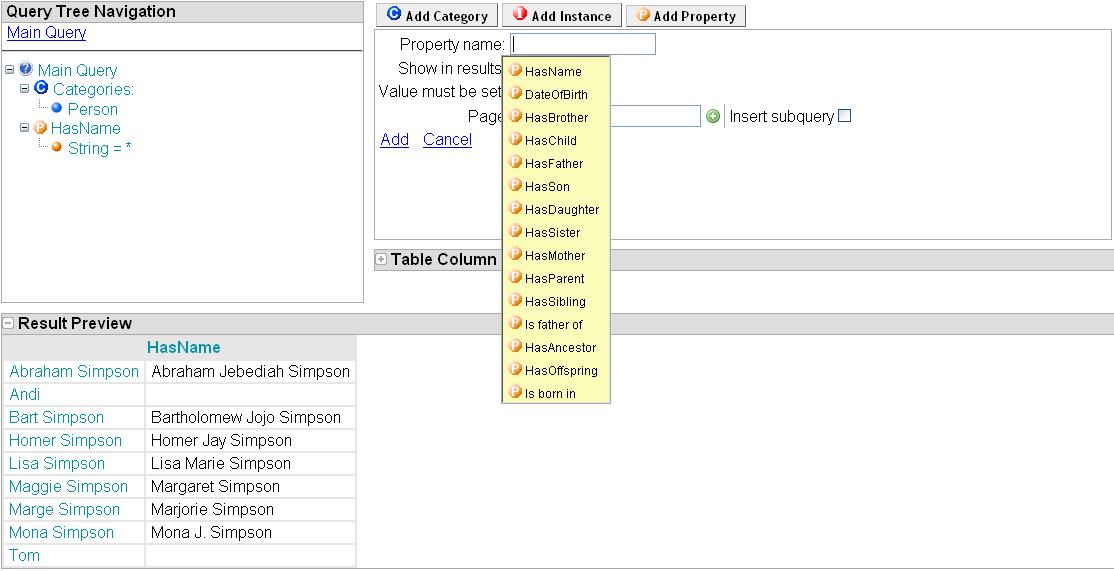 Query Tree Navigation
Main Query
Main Query
Categories:
Person
HasName
String = *
Add Category
Add Instance
Add Property
Property name:
Show in results
Value must be set
Page
Insert subquery
Add Cancel
HasName
DateOfBirth
HasBrother
HasChild
HasFather
HasSon
HasDaughter
HasSister
HasMother
HasParent
HasSibling
Is father of
HasAncestor
HasOffspring
Is born in
Table Column
Result Preview
HasName
Abraham Simpson Abraham Jebediah Simpson
Andi
Bart Simpson Bartholomew Jojo Simpson
Homer Simpson Homer Jay Simpson
Lisa Simpson Lisa Marie Simpson
Maggie Simpson Margaret Simpson
Marge Simpson Marjorie Simpson
Mona Simpson Mona J. Simpson
Tom